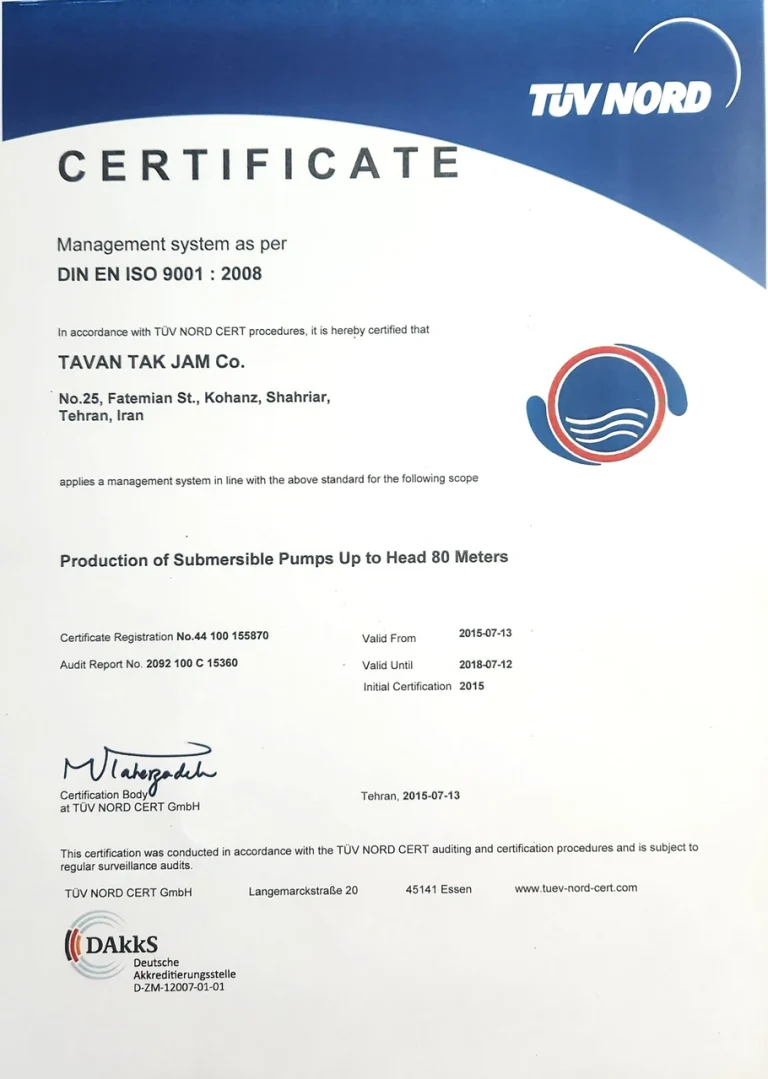 TÜV NORD
CERTIFICATE
Management system as per
DIN EN ISO 9001 : 2008
In accordance with TÜV NORD CERT procedures, it is hereby certified that
TAVAN TAK JAM Co.
No.25, Fatemian St., Kohanz, Shahriar,
Tehran, Iran
applies a management system in line with the above standard for the following scope
Production of Submersible Pumps Up to Head 80 Meters
Certificate Registration No.44 100 155870
Audit Report No. 2092 100 C 15360
Valid From 2015-07-13
Valid Until 2018-07-12
Initial Certification 2015
Taherzadeh
Certification Body
at TÜV NORD CERT GmbH
Tehran, 2015-07-13
This certification was conducted in accordance with the TÜV NORD CERT auditing and certification procedures and is subject to
regular surveillance audits.
TÜV NORD CERT GmbH Langemarckstraße 20 45141 Essen www.tuev-nord-cert.com
DAkkS
Deutsche
Akkreditierungsstelle
D-ZM-12007-01-01